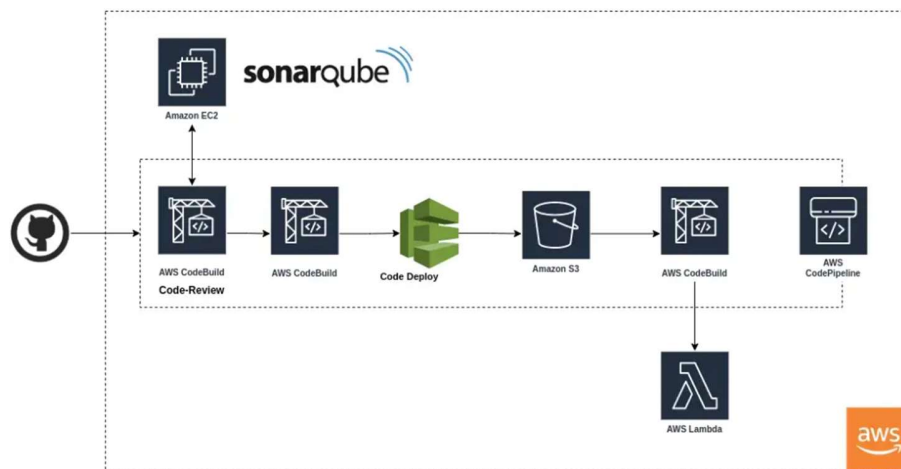 sonarqube
Amazon EC2
</>
</>
</>
</>
AWS CodeBuild
Code-Review
AWS CodeBuild
Code Deploy
Amazon S3
AWS CodeBuild
AWS
CodePipeline
AWS Lambda
aws